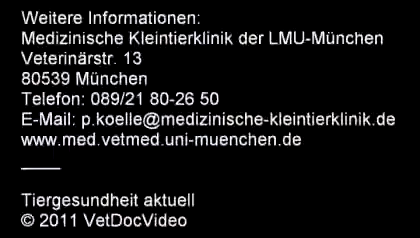 Weitere Informationen:
Medizinische Kleintierklinik der LMU-München
Veterinärstr. 13
80539 München
Telefon: 089/21 80-26 50
E-Mail: p.koelle@medizinische-kleintierklinik.de
www.med.vetmed.uni-muenchen.de
____
Tiergesundheit aktuell
© 2011 VetDocVideo